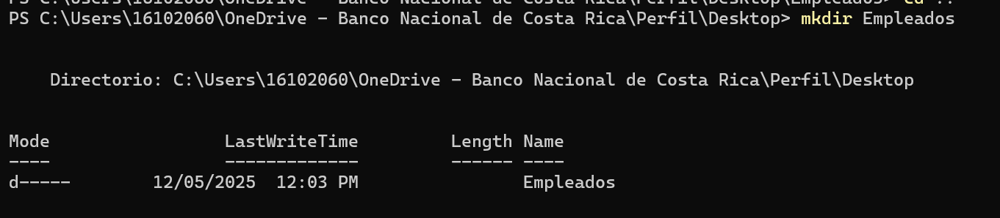 PS C:\Users\16102060\OneDrive - Banco Nacional de Costa Rica\Perfil\Desktop\Empleados> cd ..
PS C:\Users\16102060\OneDrive - Banco Nacional de Costa Rica\Perfil\Desktop> mkdir Empleados
Directorio: C:\Users\16102060\OneDrive - Banco Nacional de Costa Rica\Perfil\Desktop
Mode LastWriteTime Length Name
---- ------------- ------ ----
d----- 12/05/2025 12:03 PM Empleados